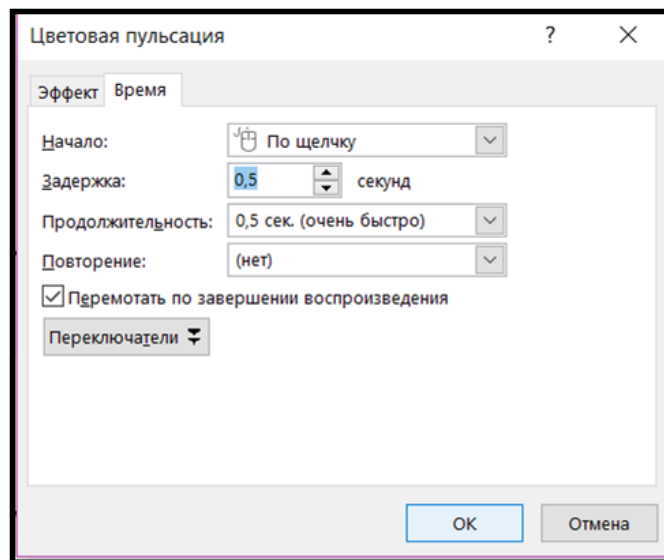 Цветовая пульсация ?
Эффект Время
Начало: По щелчку
Задержка: 0,5 секунд
Продолжительность: 0,5 сек. (очень быстро)
Повторение: (нет)
Перемотать по завершении воспроизведения
Переключатели
ОК Отмена